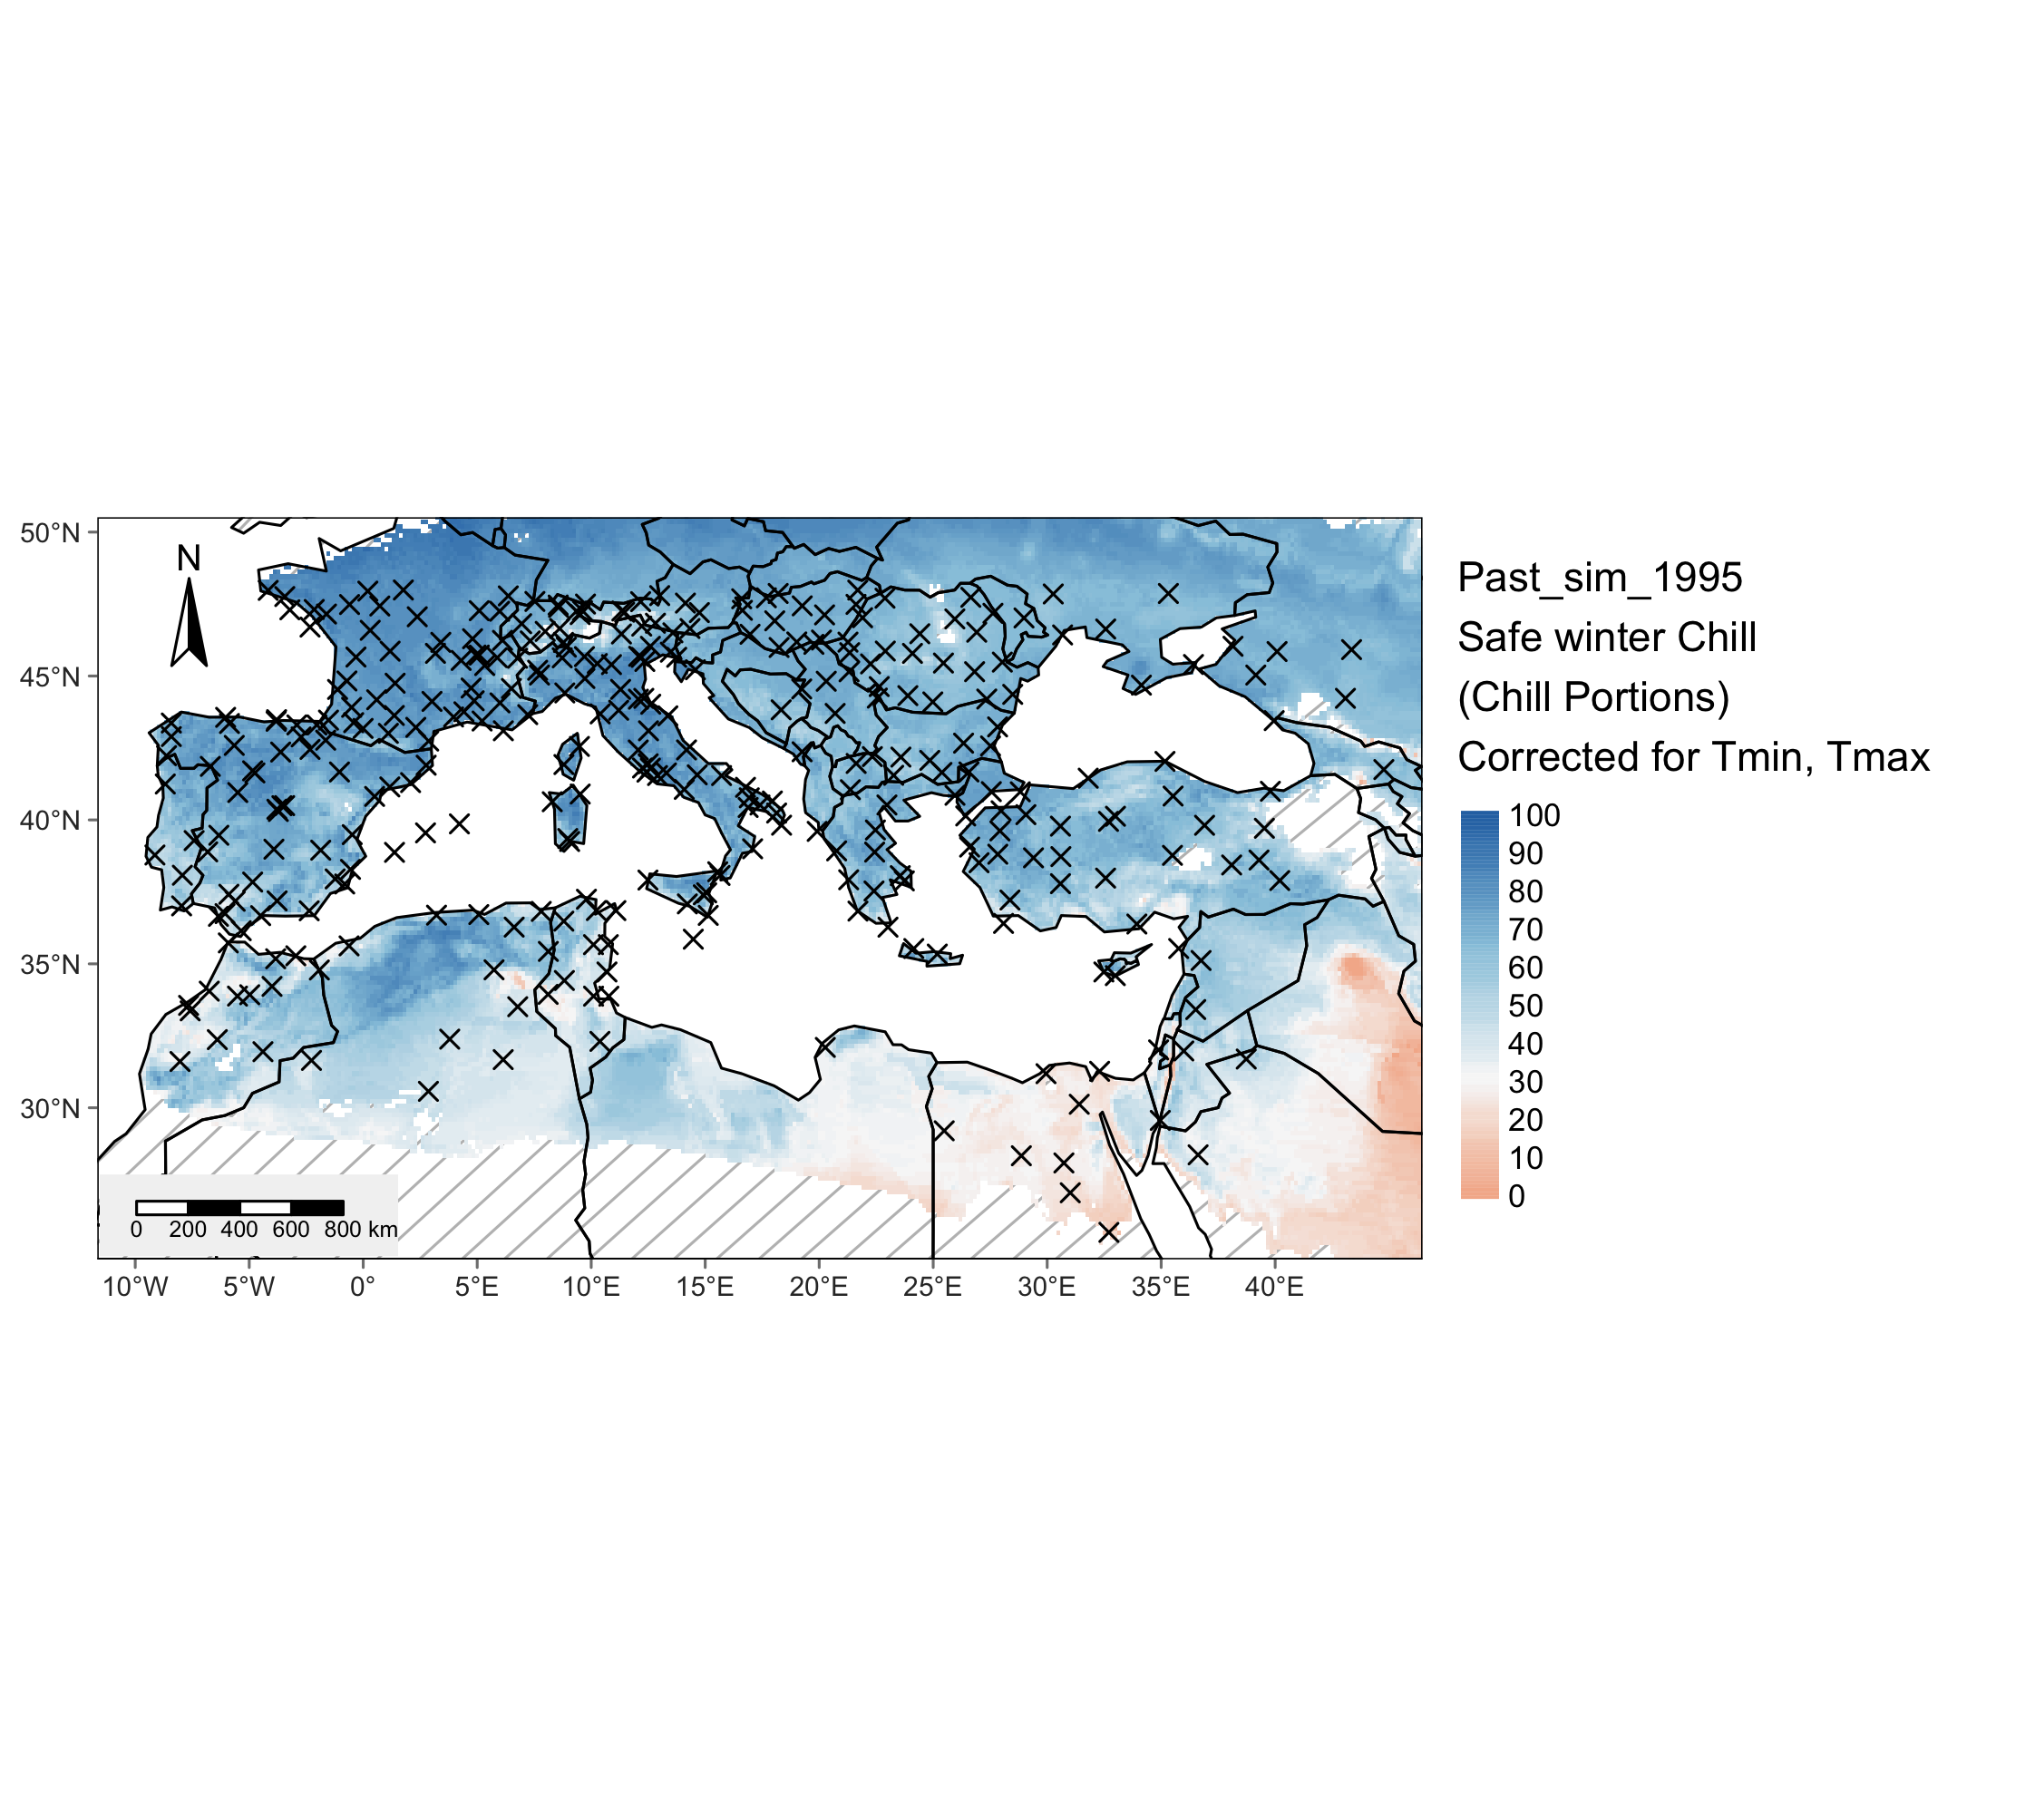 50°N
45°N
40°N
35°N
30°N
N
0 200 400 600 800 km
10°W 5°W 0° 5°E 10°E 15°E 20°E 25°E 30°E 35°E 40°E
Past_sim_1995
Safe winter Chill
(Chill Portions)
Corrected for Tmin, Tmax
100
90
80
70
60
50
40
30
20
10
0